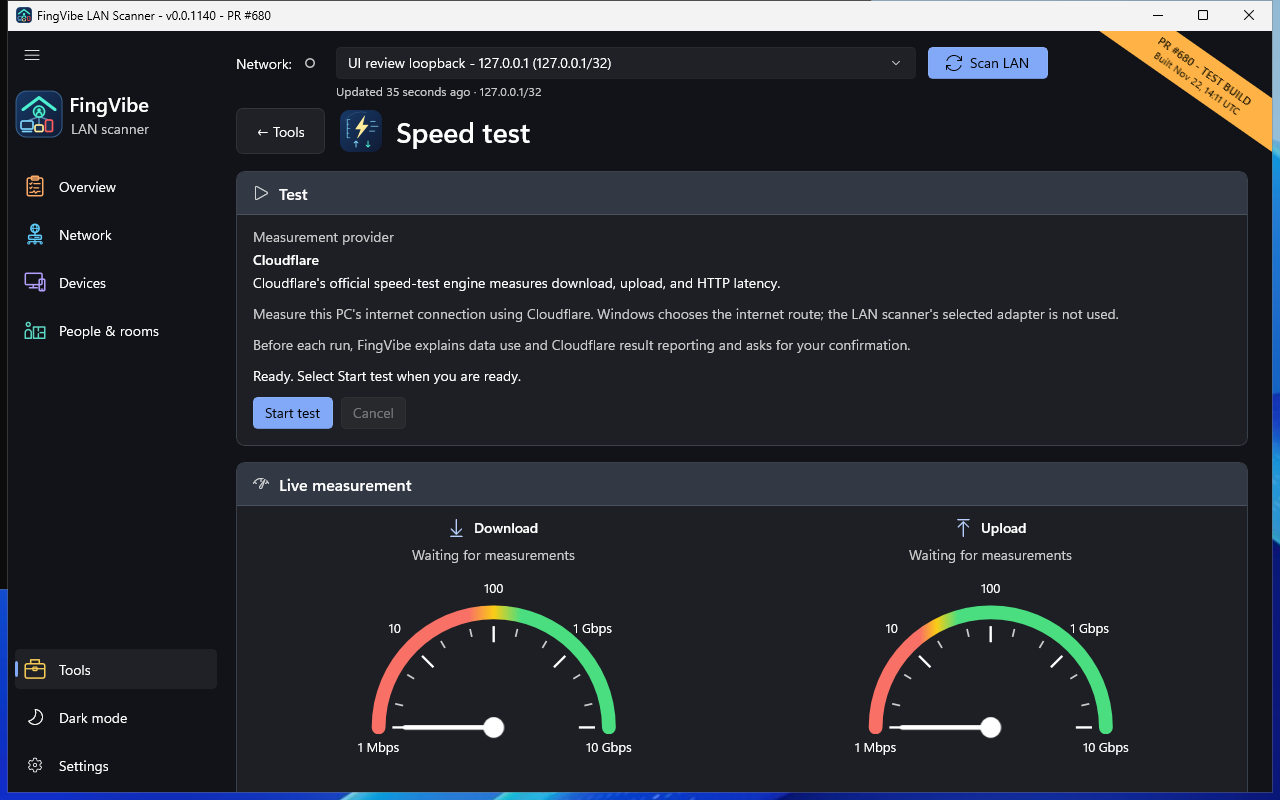 FingVibe LAN Scanner - v0.0.1140 - PR #680
PR #680 - TEST BUILD
Built Nov 22, 14:11 UTC
Network:
UI review loopback - 127.0.0.1 (127.0.0.1/32)
Scan LAN
Updated 35 seconds ago · 127.0.0.1/32
FingVibe
LAN scanner
← Tools
Speed test
Overview
Network
Devices
People & rooms
Test
Measurement provider
Cloudflare
Cloudflare's official speed-test engine measures download, upload, and HTTP latency.
Measure this PC's internet connection using Cloudflare. Windows chooses the internet route; the LAN scanner's selected adapter is not used.
Before each run, FingVibe explains data use and Cloudflare result reporting and asks for your confirmation.
Ready. Select Start test when you are ready.
Start test
Cancel
Live measurement
Download
Waiting for measurements
100
10
1 Gbps
1 Mbps
10 Gbps
Upload
Waiting for measurements
100
10
1 Gbps
1 Mbps
10 Gbps
Tools
Dark mode
Settings